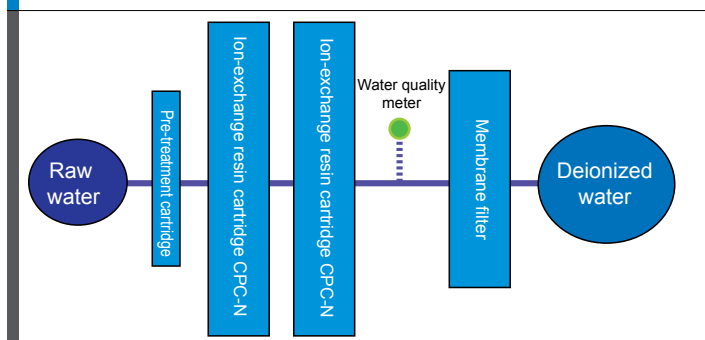 Raw
water
Pre-treatment cartridge
Ion-exchange resin cartridge CPC-N
Ion-exchange resin cartridge CPC-N
Water quality
meter
Membrane filter
Deionized
water